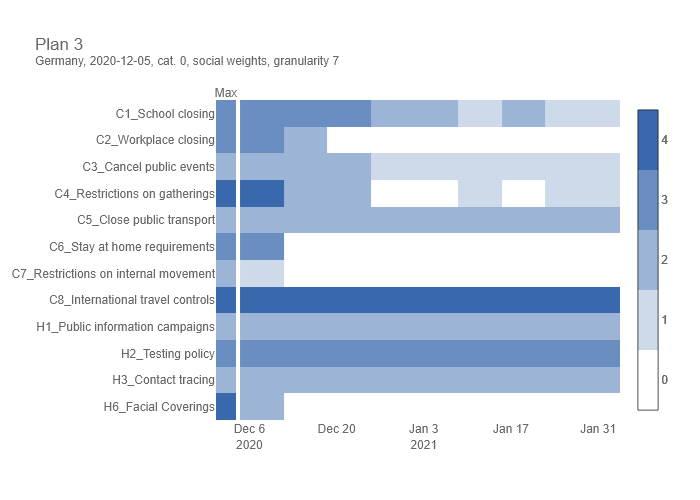 Plan 3
Germany, 2020-12-05, cat. 0, social weights, granularity 7
Max
C1_School closing
C2_Workplace closing
C3_Cancel public events
C4_Restrictions on gatherings
C5_Close public transport
C6_Stay at home requirements
C7_Restrictions on internal movement
C8_International travel controls
H1_Public information campaigns
H2_Testing policy
H3_Contact tracing
H6_Facial Coverings
4
3
2
1
0
Dec 6 Dec 20 Jan 3 Jan 17 Jan 31
2020 2021